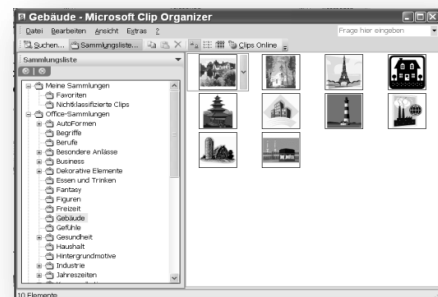 Gebäude - Microsoft Clip Organizer
Datei Bearbeiten Ansicht Extras ?
Frage hier eingeben
Suchen... Sammlungsliste... Clips Online
Sammlungsliste
Meine Sammlungen
Favoriten
Nichtklassifizierte Clips
Office-Sammlungen
AutoFormen
Begriffe
Berufe
Besondere Anlässe
Business
Dekorative Elemente
Essen und Trinken
Fantasy
Figuren
Freizeit
Gebäude
Gefühle
Gesundheit
Haushalt
Hintergrundmotive
Industrie
Jahreszeiten
10 Elemente